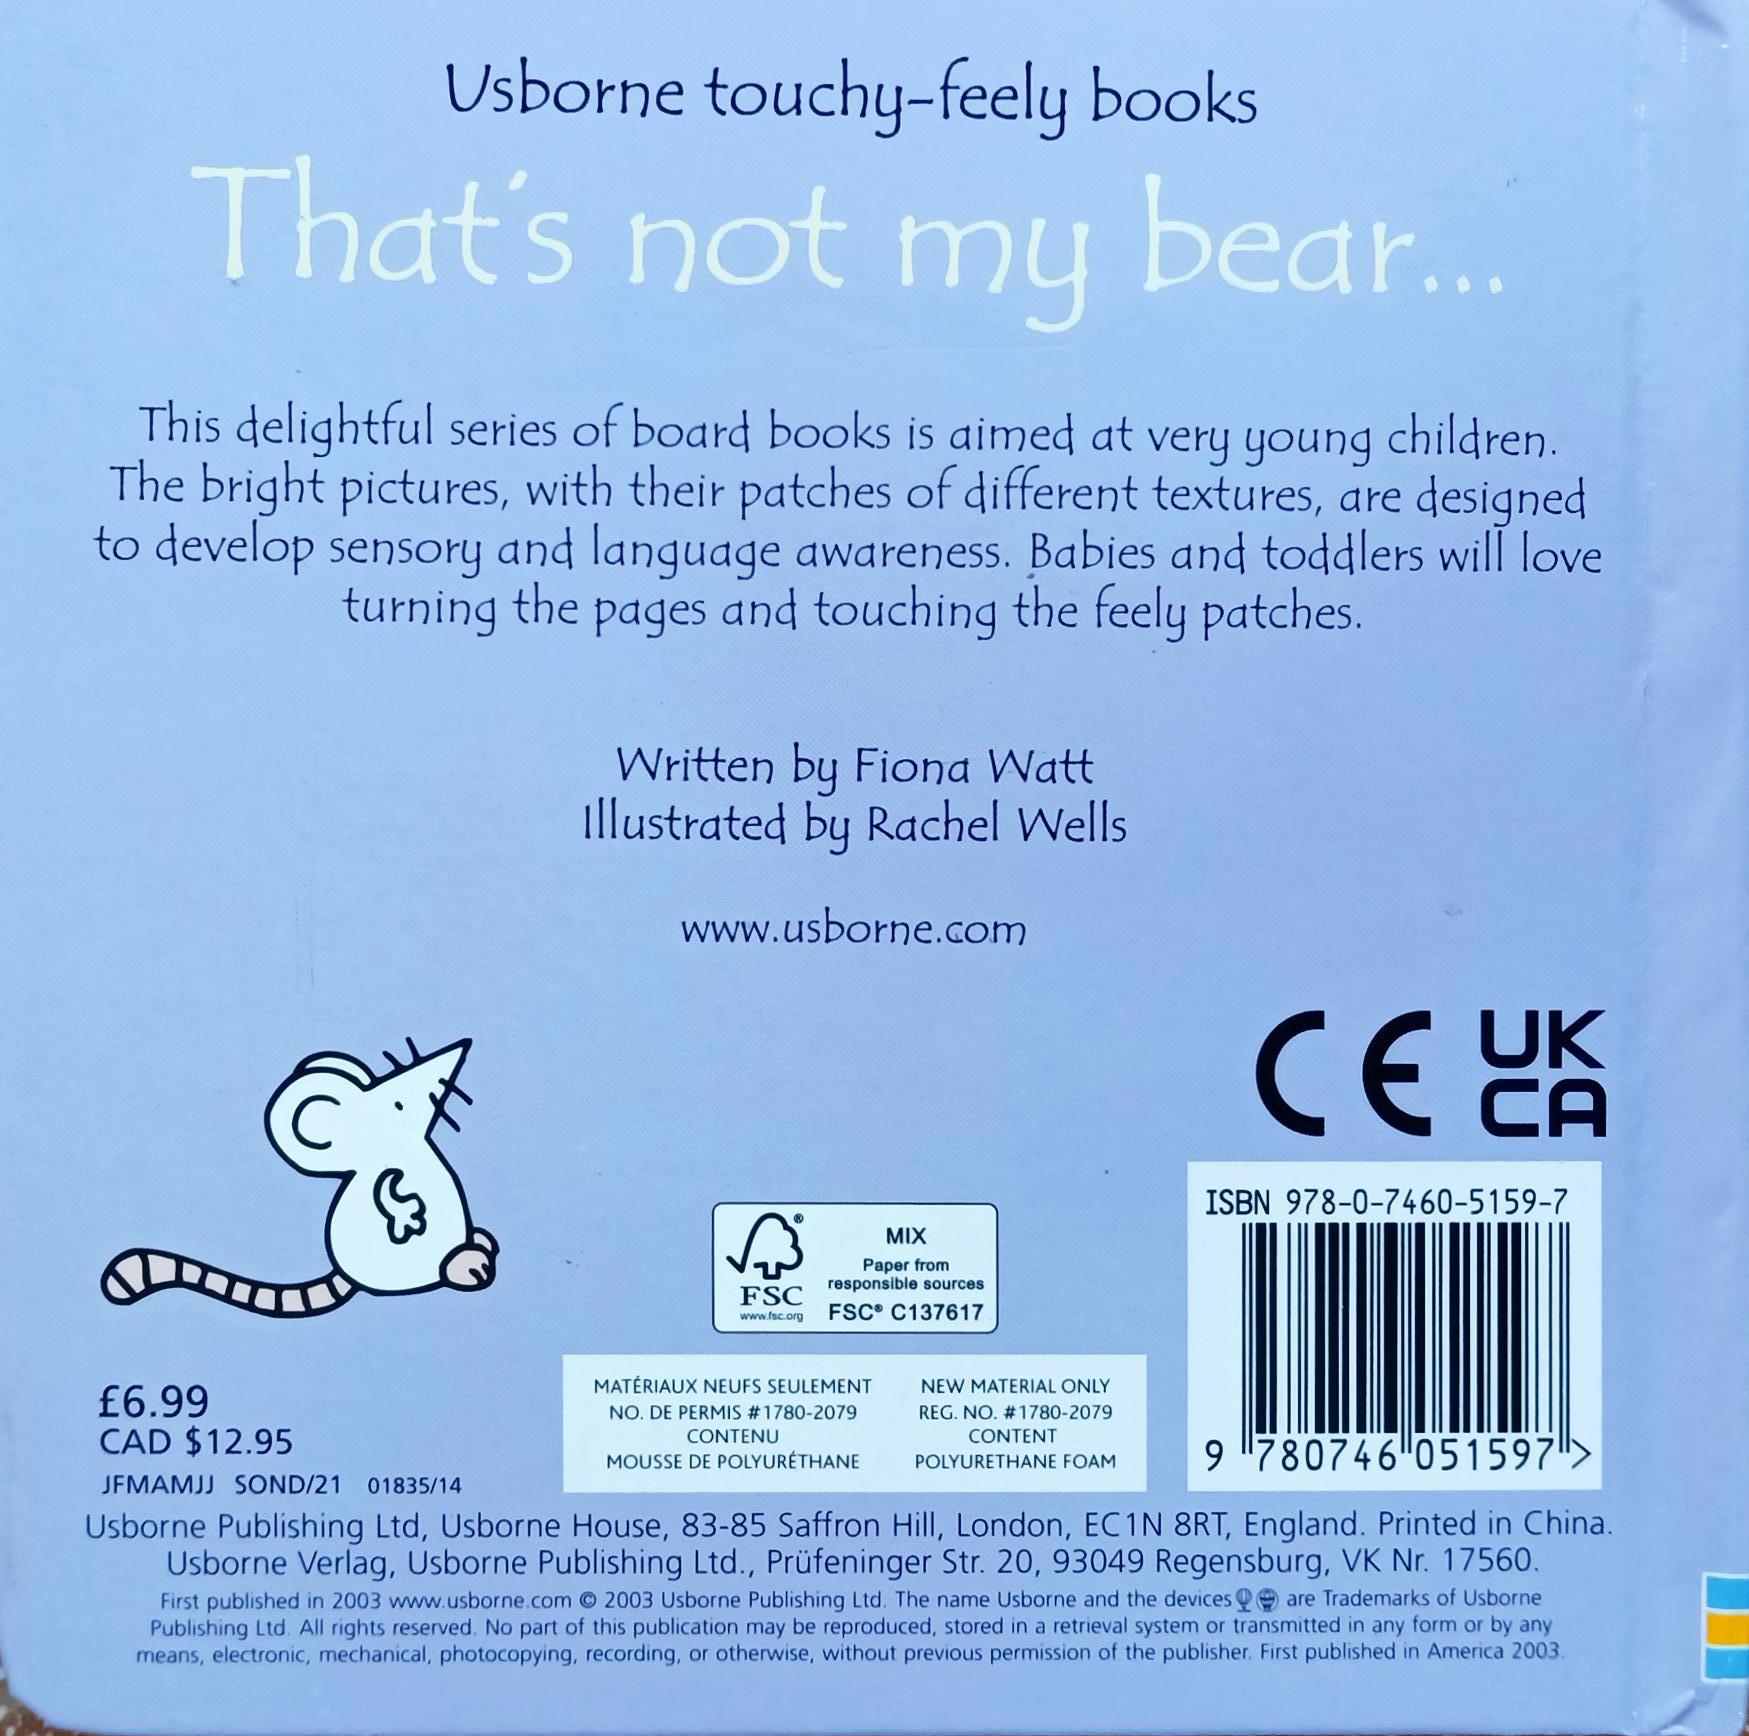 Usborne touchy-feely books
That's not my bear...
This delightful series of board books is aimed at very young children.
The bright pictures, with their patches of different textures, are designed
to develop sensory and language awareness. Babies and toddlers will love
turning the pages and touching the feely patches.
Written by Fiona Watt
Illustrated by Rachel Wells
www.usborne.com
CE UK
CA
ISBN 978-0-7460-5159-7
9 780746 051597 >
MIX
Paper from
responsible sources
FSC® C137617
®
FSC
www.fsc.org
MATÉRIAUX NEUFS SEULEMENT
NO. DE PERMIS #1780-2079
CONTENU
MOUSSE DE POLYURÉTHANE
NEW MATERIAL ONLY
REG. NO. #1780-2079
CONTENT
POLYURETHANE FOAM
£6.99
CAD $12.95
JFMAMJJ SOND/21 01835/14
Usborne Publishing Ltd, Usborne House, 83-85 Saffron Hill, London, EC1N 8RT, England. Printed in China.
Usborne Verlag, Usborne Publishing Ltd., Prüfeninger Str. 20, 93049 Regensburg, VK Nr. 17560.
First published in 2003 www.usborne.com © 2003 Usborne Publishing Ltd. The name Usborne and the devices are Trademarks of Usborne
Publishing Ltd. All rights reserved. No part of this publication may be reproduced, stored in a retrieval system or transmitted in any form or by any
means, electronic, mechanical, photocopying, recording, or otherwise, without previous permission of the publisher. First published in America 2003.